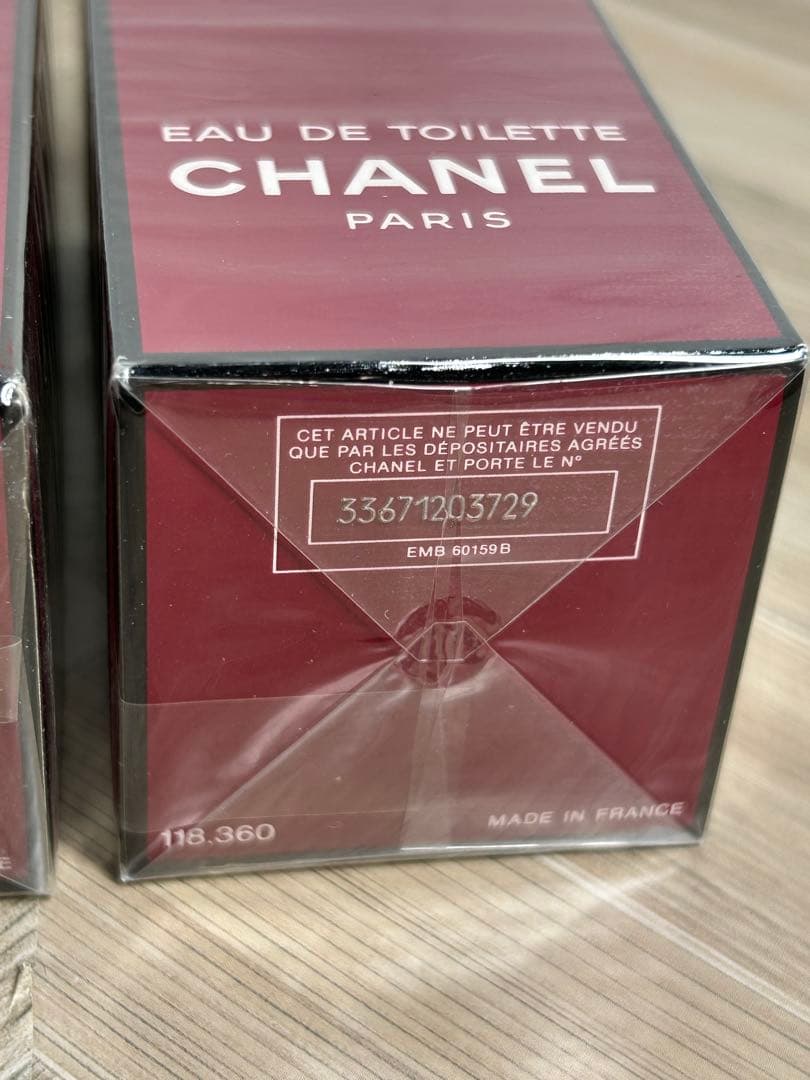 EAU DE TOILETTE
CHANEL
PARIS
CET ARTICLE NE PEUT ÊTRE VENDU
QUE PAR LES DÉPOSITAIRES AGRÉÉS
CHANEL ET PORTE LE Nº
33671203729
EMB 60159B
118.360
MADE IN FRANCE
E